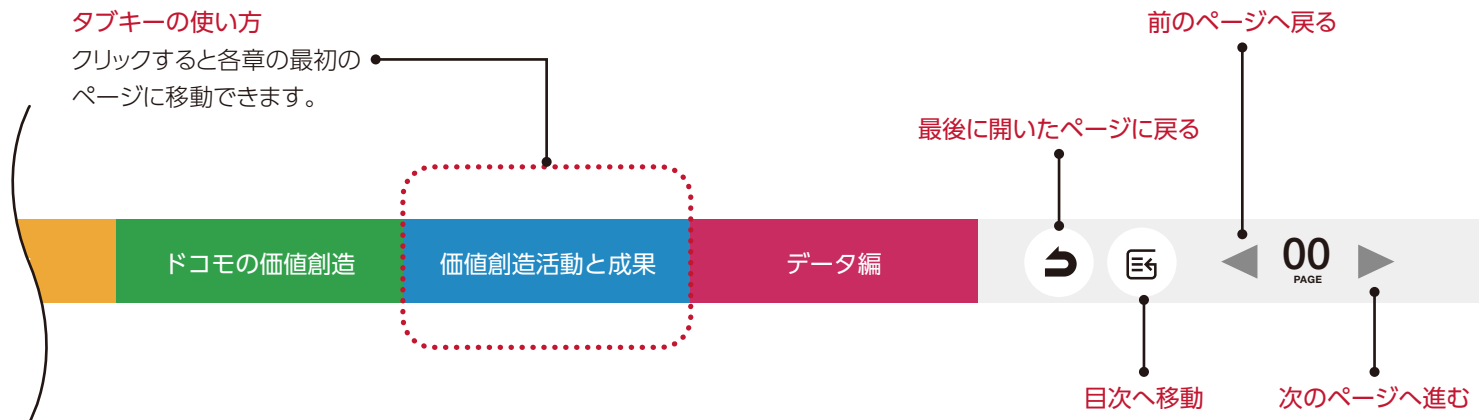 タブキーの使い方
クリックすると各章の最初の
ページに移動できます。
前のページへ戻る
最後に開いたページに戻る
ドコモの価値創造
価値創造活動と成果
データ編
00
PAGE
目次へ移動
次のページへ進む